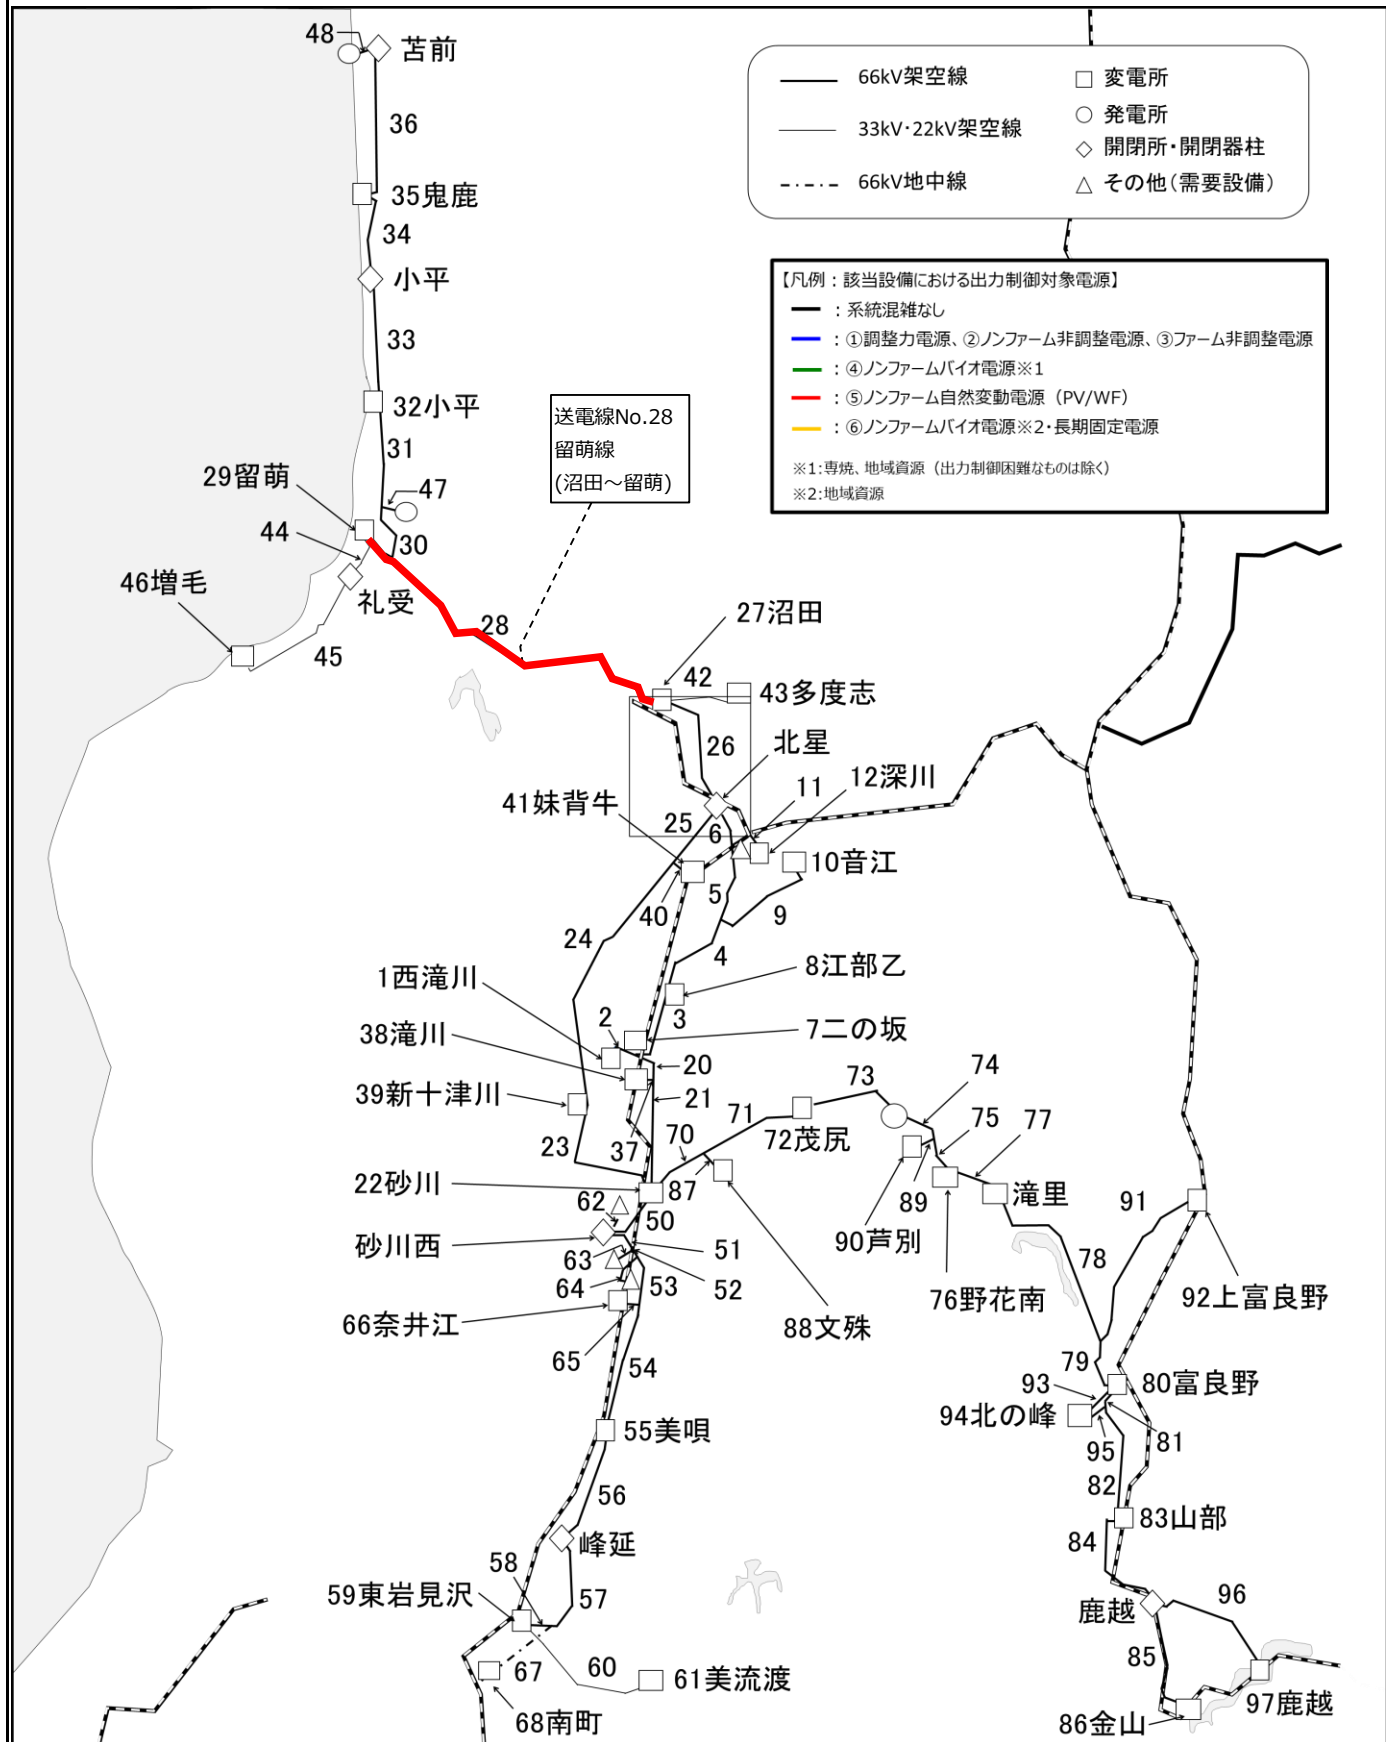 48
苫前
36
35鬼鹿
34
小平
33
32小平
31
29留萌
47
44
30
46増毛
礼受
45
28
66kV架空線
33kV・22kV架空線
66kV地中線
変電所
発電所
開閉所・開閉器柱
その他(需要設備)
【凡例：該当設備における出力制御対象電源】
：系統混雑なし
：①調整力電源、②ノンファーム非調整電源、③ファーム非調整電源
：④ノンファームバイオ電源※1
：⑤ノンファーム自然変動電源（PV/WF）
：⑥ノンファームバイオ電源※2・長期固定電源
※1:専焼、地域資源（出力制御困難なものは除く）
※2:地域資源
送電線No.28
留萌線
(沼田～留萌)
27沼田
42
43多度志
26
北星
11
12深川
41妹背牛
25
6
10音江
5
40
9
24
4
1西滝川
8江部乙
2
3
38滝川
7二の坂
20
39新十津川
21
73
74
71
75
77
23
37
70
72茂尻
22砂川
87
89
滝里
62
50
91
砂川西
63
51
90芦別
78
64
53
52
76野花南
92上富良野
66奈井江
88文殊
65
54
79
93
80富良野
94北の峰
55美唄
95
81
56
82
83山部
峰延
84
58
59東岩見沢
57
96
鹿越
67
60
61美流渡
85
68南町
86金山
97鹿越